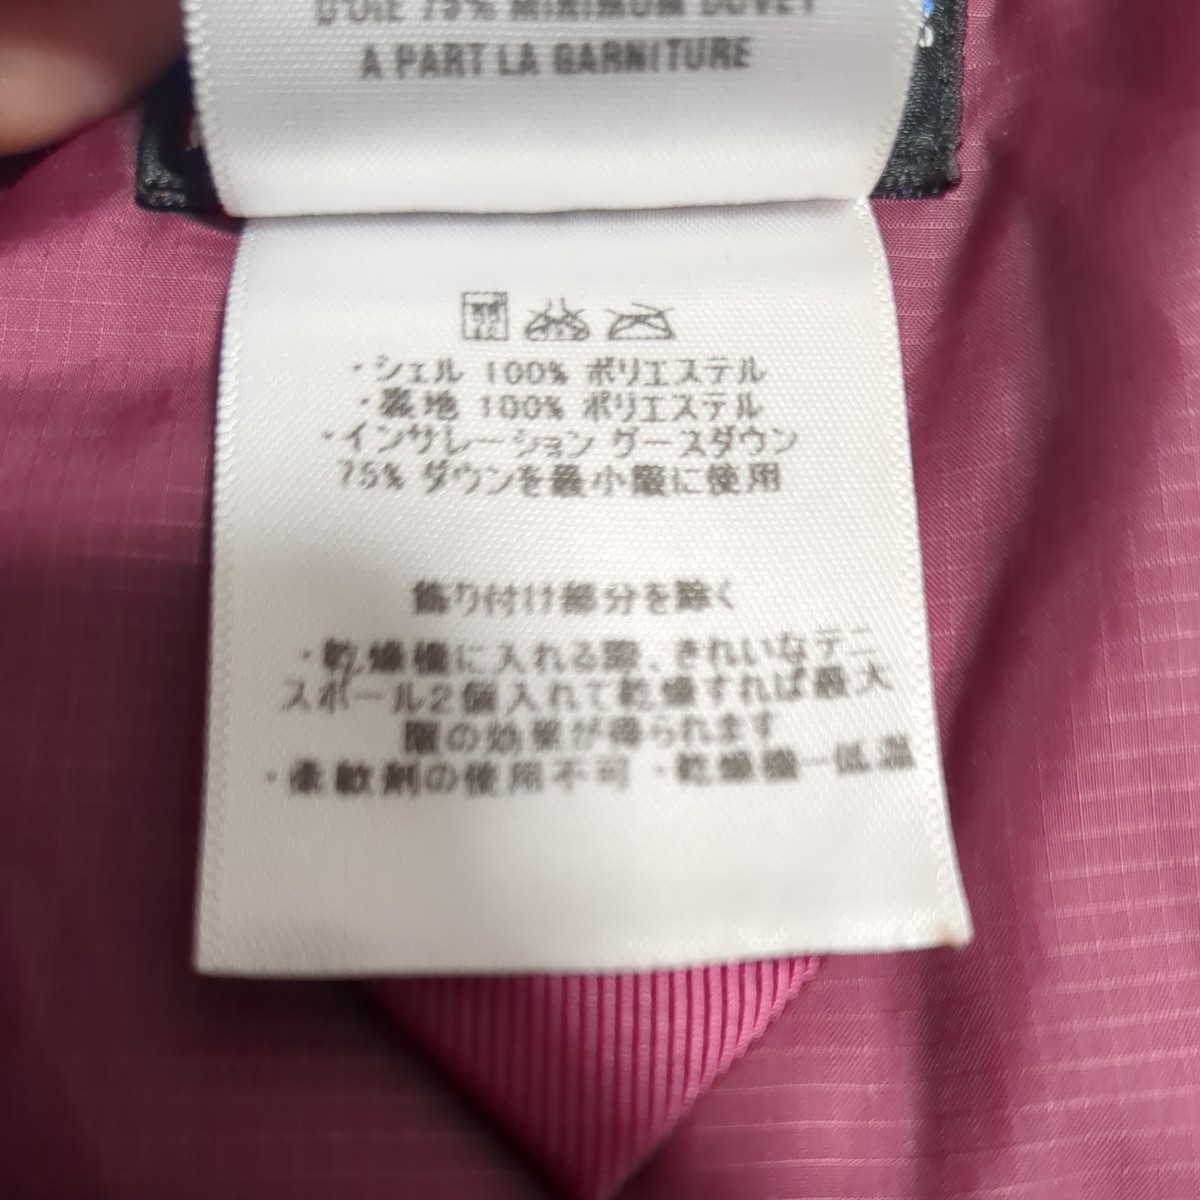 D'OIE 75% MINIMUM DUVET
A PART LA GARNITURE
・シェル 100% ポリエステル
・裏地 100% ポリエステル
・インサレーション グースダウン
75% ダウンを最小限に使用
飾り付け部分を除く
・乾燥機に入れる際、きれいなテニ
スボール2個入れて乾燥すれば最大
限の効果が得られます
・柔軟剤の使用不可 ・乾燥機一低温